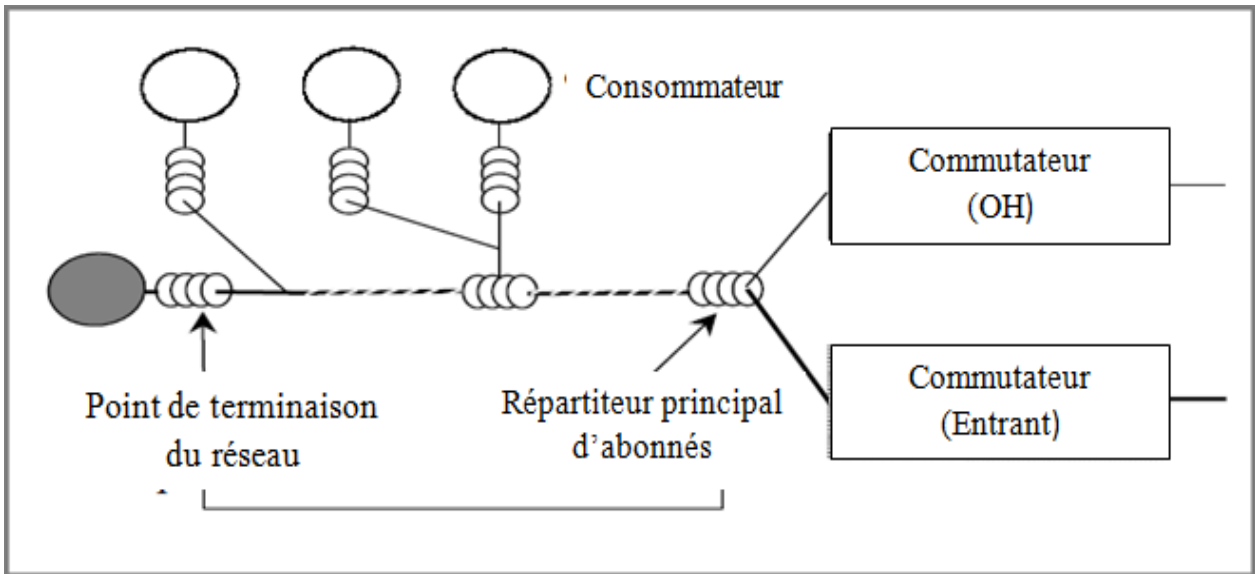 Consommateur
Commutateur
(OH)
Commutateur
(Entrant)
Point de terminaison
du réseau
Répartiteur principal
d'abonnés